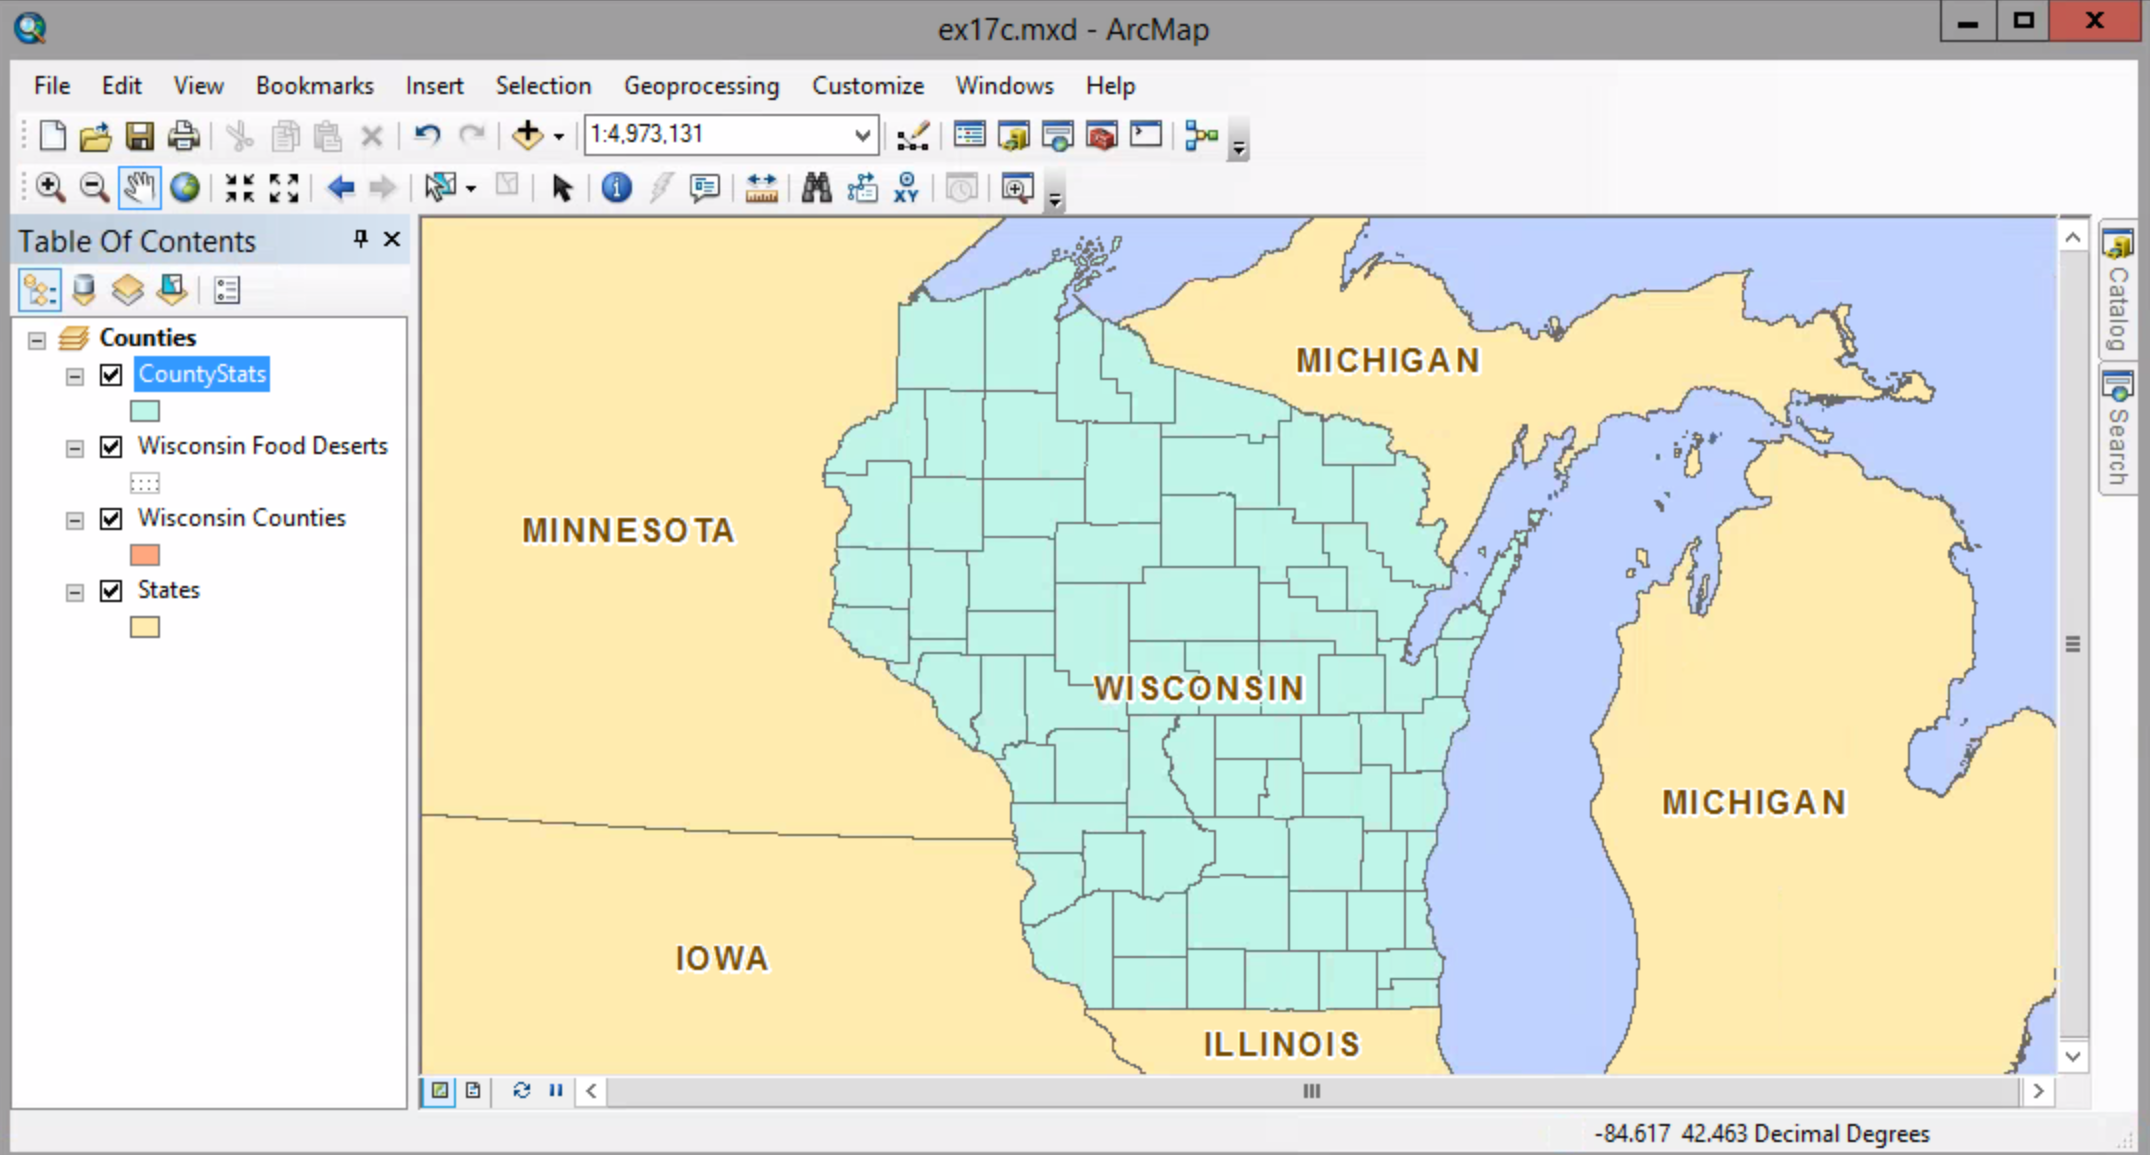 ex17c.mxd - ArcMap
File Edit View Bookmarks Insert Selection Geoprocessing Customize Windows Help
1:4,973,131
XY
Table Of Contents
Counties
CountyStats
Wisconsin Food Deserts
Wisconsin Counties
States
MICHIGAN
MINNESOTA
WISCONSIN
MICHIGAN
IOWA
ILLINOIS
Catalog
Search
-84.617 42.463 Decimal Degrees